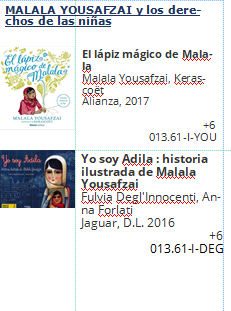 MALALA YOUSAFZAI y los dere-
chos de las niñas
El lápiz
mágico de
Malala
MALALA YOUSAFZAI
El lápiz mágico de Mala-
la
Malala Yousafzai, Keras-
coët
Alianza, 2017
+6
013.61-I-YOU
Yo soy Adila
Yo soy Adila : historia
ilustrada de Malala
Yousafzai
Fulvia Degl'Innocenti, An-
na Forlati
Jaguar, D.L. 2016
+6
013.61-I-DEG